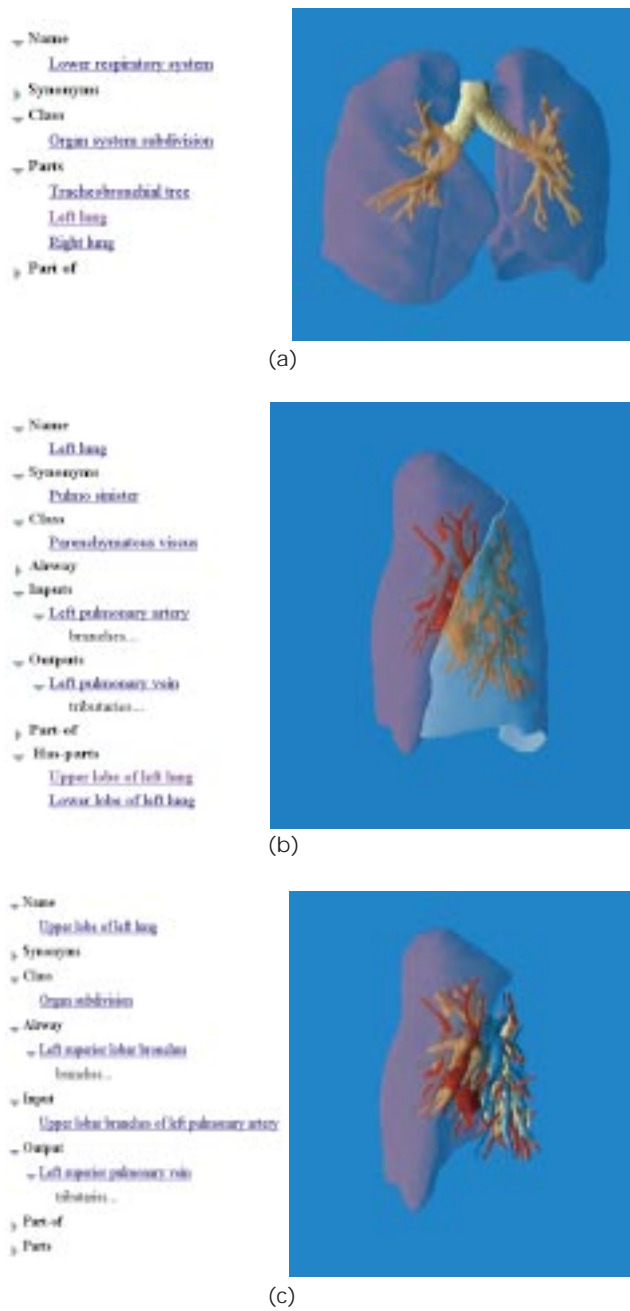 Name
Lower respiratory system
Synonyms
Class
Organ system subdivision
Parts
Tracheobronchial tree
Left lung
Right lung
Part of
(a)
Name
Left lung
Synonyms
Pulmo sinister
Class
Parenchymatous viscus
Airway
Inputs
Left pulmonary artery
branches...
Outputs
Left pulmonary vein
tributaries...
Part-of
Has-parts
Upper lobe of left lung
Lower lobe of left lung
(b)
Name
Upper lobe of left lung
Synonyms
Class
Organ subdivision
Airway
Left superior lobar bronchus
branches...
Input
Upper lobar branches of left pulmonary artery
Output
Left superior pulmonary vein
tributaries...
Part-of
Parts
(c)